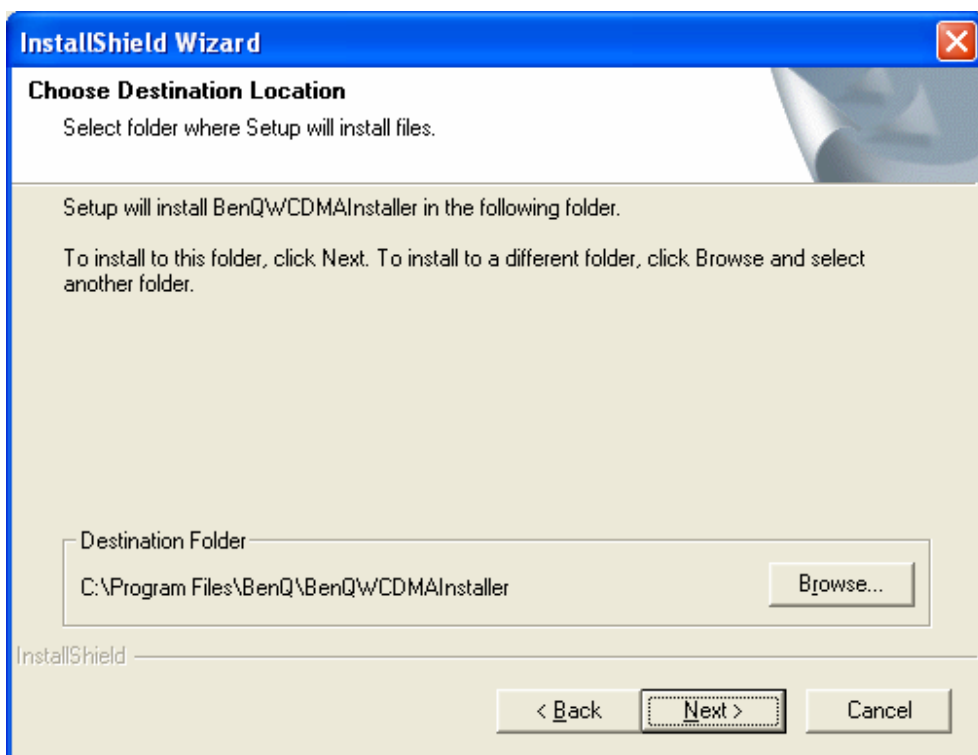 InstallShield Wizard
Choose Destination Location
Select folder where Setup will install files.
Setup will install BenQWCDMAInstaller in the following folder.
To install to this folder, click Next. To install to a different folder, click Browse and select
another folder.
Destination Folder
C:\Program Files\BenQ\BenQWCDMAInstaller
Browse...
InstallShield
< Back
Next >
Cancel